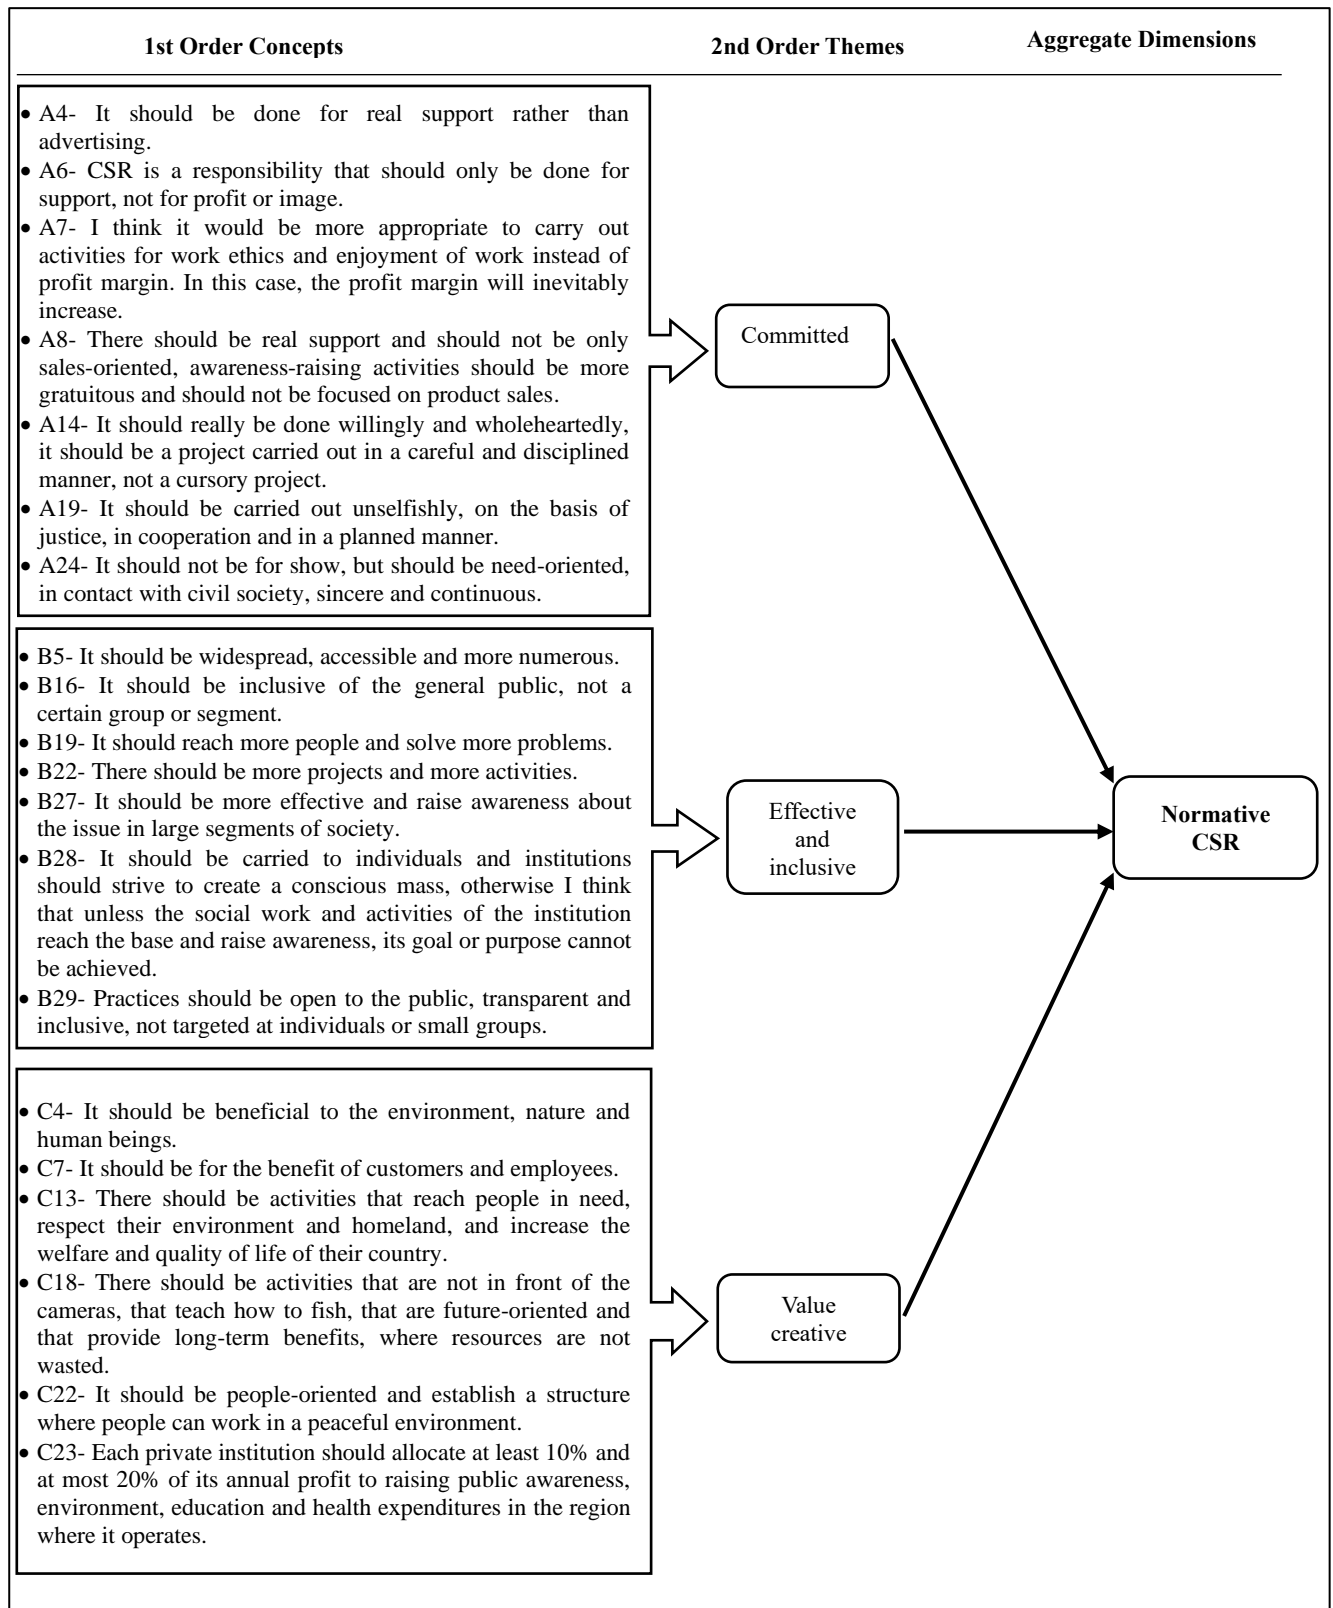 1st Order Concepts
2nd Order Themes
Aggregate Dimensions
• A4- It should be done for real support rather than
advertising.
• A6- CSR is a responsibility that should only be done for
support, not for profit or image.
• A7- I think it would be more appropriate to carry out
activities for work ethics and enjoyment of work instead of
profit margin. In this case, the profit margin will inevitably
increase.
• A8- There should be real support and should not be only
sales-oriented, awareness-raising activities should be more
gratuitous and should not be focused on product sales.
• A14- It should really be done willingly and wholeheartedly,
it should be a project carried out in a careful and disciplined
manner, not a cursory project.
• A19- It should be carried out unselfishly, on the basis of
justice, in cooperation and in a planned manner.
• A24- It should not be for show, but should be need-oriented,
in contact with civil society, sincere and continuous.
Committed
• B5- It should be widespread, accessible and more numerous.
• B16- It should be inclusive of the general public, not a
certain group or segment.
• B19- It should reach more people and solve more problems.
• B22- There should be more projects and more activities.
• B27- It should be more effective and raise awareness about
the issue in large segments of society.
• B28- It should be carried to individuals and institutions
should strive to create a conscious mass, otherwise I think
that unless the social work and activities of the institution
reach the base and raise awareness, its goal or purpose cannot
be achieved.
• B29- Practices should be open to the public, transparent and
inclusive, not targeted at individuals or small groups.
Effective
and
inclusive
Normative
CSR
• C4- It should be beneficial to the environment, nature and
human beings.
• C7- It should be for the benefit of customers and employees.
• C13- There should be activities that reach people in need,
respect their environment and homeland, and increase the
welfare and quality of life of their country.
• C18- There should be activities that are not in front of the
cameras, that teach how to fish, that are future-oriented and
that provide long-term benefits, where resources are not
wasted.
• C22- It should be people-oriented and establish a structure
where people can work in a peaceful environment.
• C23- Each private institution should allocate at least 10% and
at most 20% of its annual profit to raising public awareness,
environment, education and health expenditures in the region
where it operates.
Value
creative